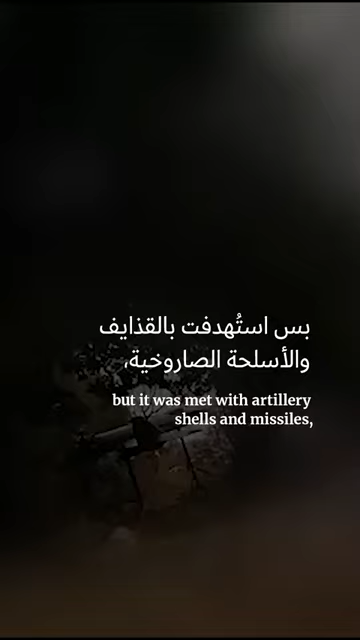 بس استُهدفت بالقذايف
والأسلحة الصاروخية،
but it was met with artillery
shells and missiles,